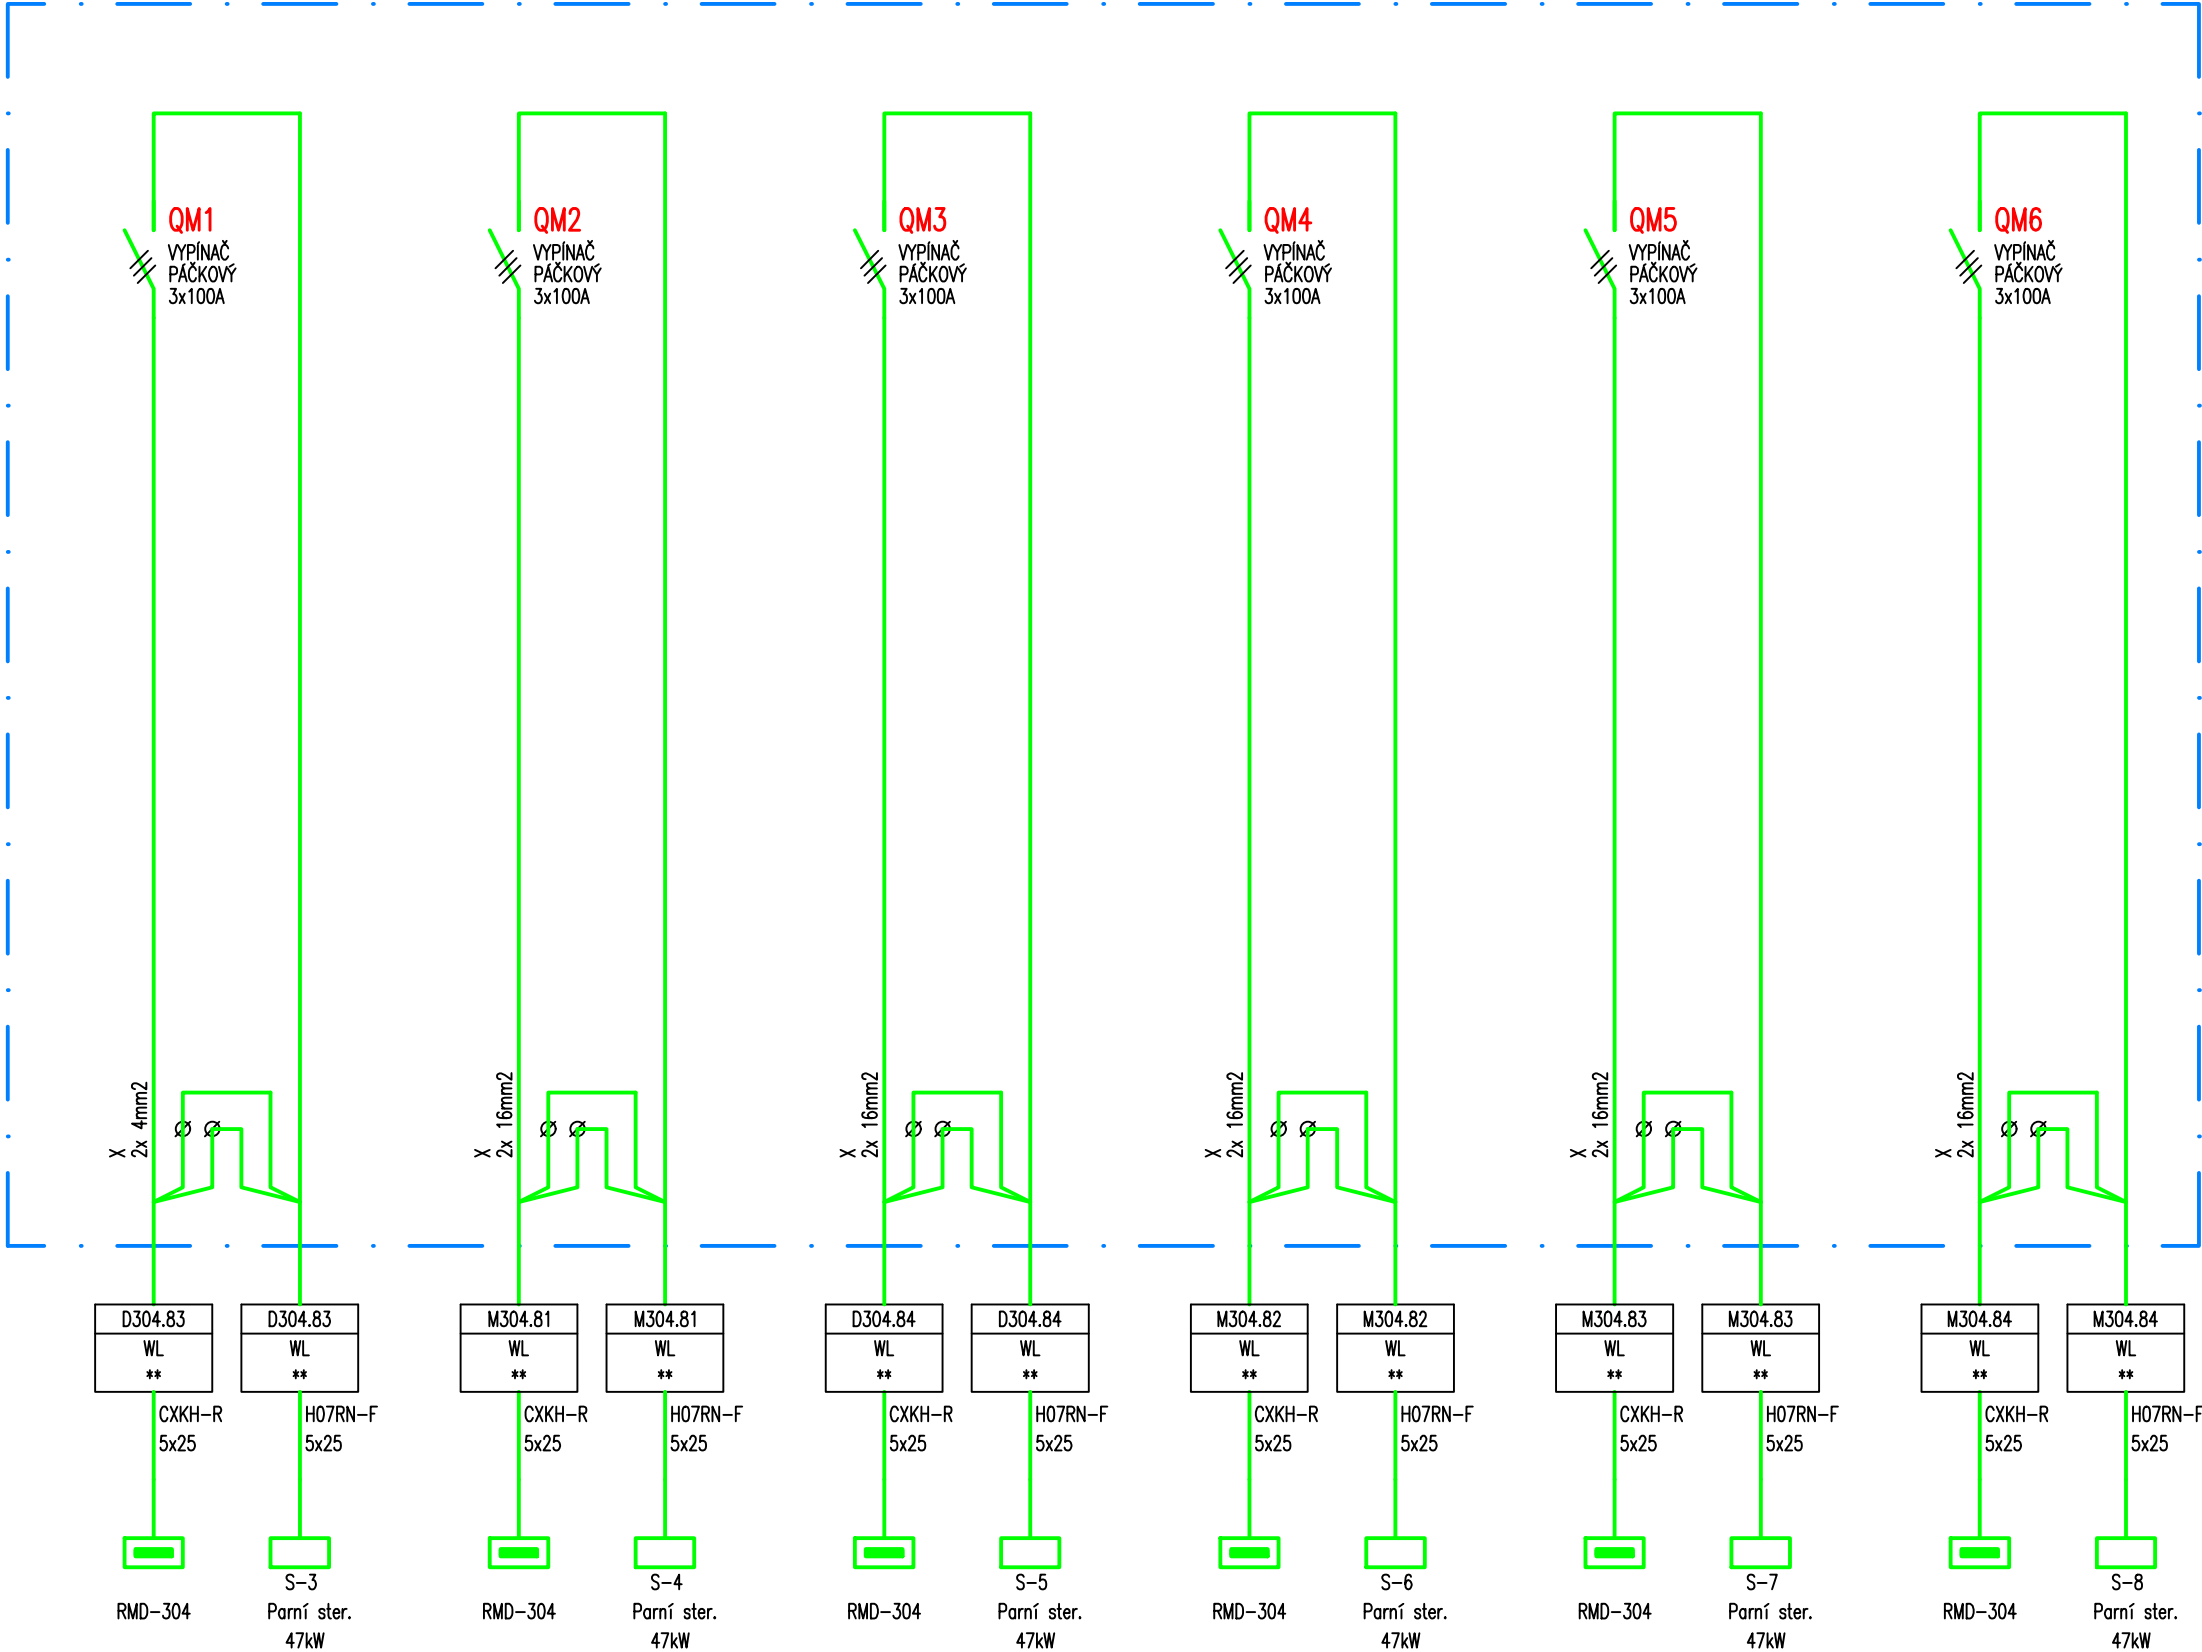 QM1
VYPÍNAČ
PÁČKOVÝ
3x100A
QM2
VYPÍNAČ
PÁČKOVÝ
3x100A
QM3
VYPÍNAČ
PÁČKOVÝ
3x100A
QM4
VYPÍNAČ
PÁČKOVÝ
3x100A
QM5
VYPÍNAČ
PÁČKOVÝ
3x100A
QM6
VYPÍNAČ
PÁČKOVÝ
3x100A
X
2x 4mm2
X
2x 16mm2
X
2x 16mm2
X
2x 16mm2
X
2x 16mm2
X
2x 16mm2
D304.83
WL
**
CXKH-R
5x25
RMD-304
D304.83
WL
**
H07RN-F
5x25
S-3
Parní ster.
47kW
M304.81
WL
**
CXKH-R
5x25
RMD-304
M304.81
WL
**
H07RN-F
5x25
S-4
Parní ster.
47kW
D304.84
WL
**
CXKH-R
5x25
RMD-304
D304.84
WL
**
H07RN-F
5x25
S-5
Parní ster.
47kW
M304.82
WL
**
CXKH-R
5x25
RMD-304
M304.82
WL
**
H07RN-F
5x25
S-6
Parní ster.
47kW
M304.83
WL
**
CXKH-R
5x25
RMD-304
M304.83
WL
**
H07RN-F
5x25
S-7
Parní ster.
47kW
M304.84
WL
**
CXKH-R
5x25
RMD-304
M304.84
WL
**
H07RN-F
5x25
S-8
Parní ster.
47kW